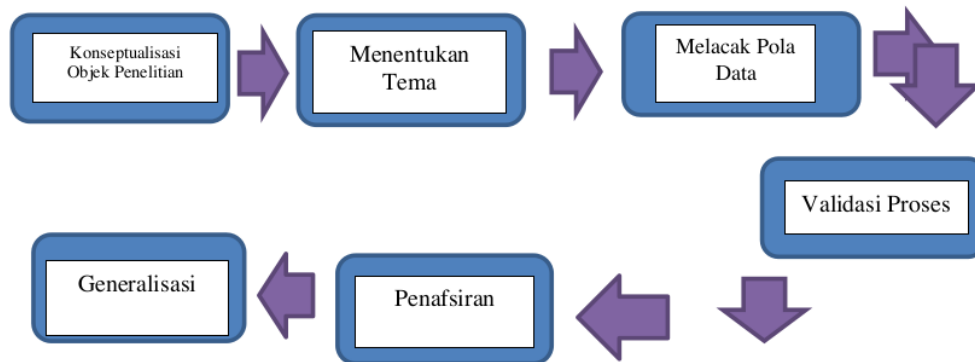 Konseptualisasi
Objek Penelitian
Menentukan
Tema
Melacak Pola
Data
Validasi Proses
Penafsiran
Generalisasi